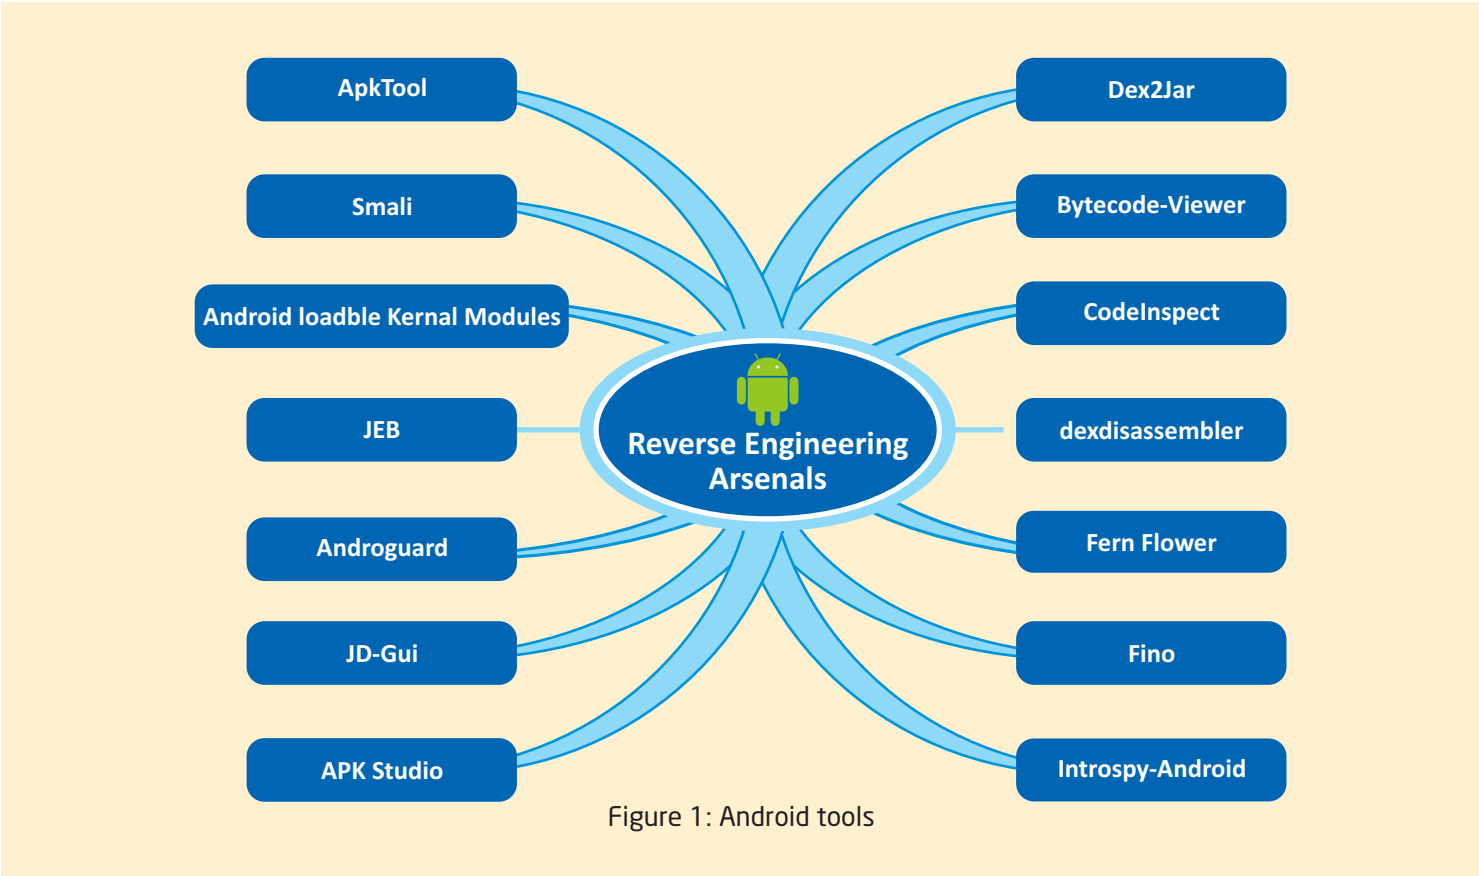 ApkTool
Smali
Android loadble Kernal Modules
JEB
Androguard
JD-Gui
APK Studio
Reverse Engineering
Arsenals
Dex2Jar
Bytecode-Viewer
CodeInspect
dexdisassembler
Fern Flower
Fino
Introspy-Android
Figure 1: Android tools